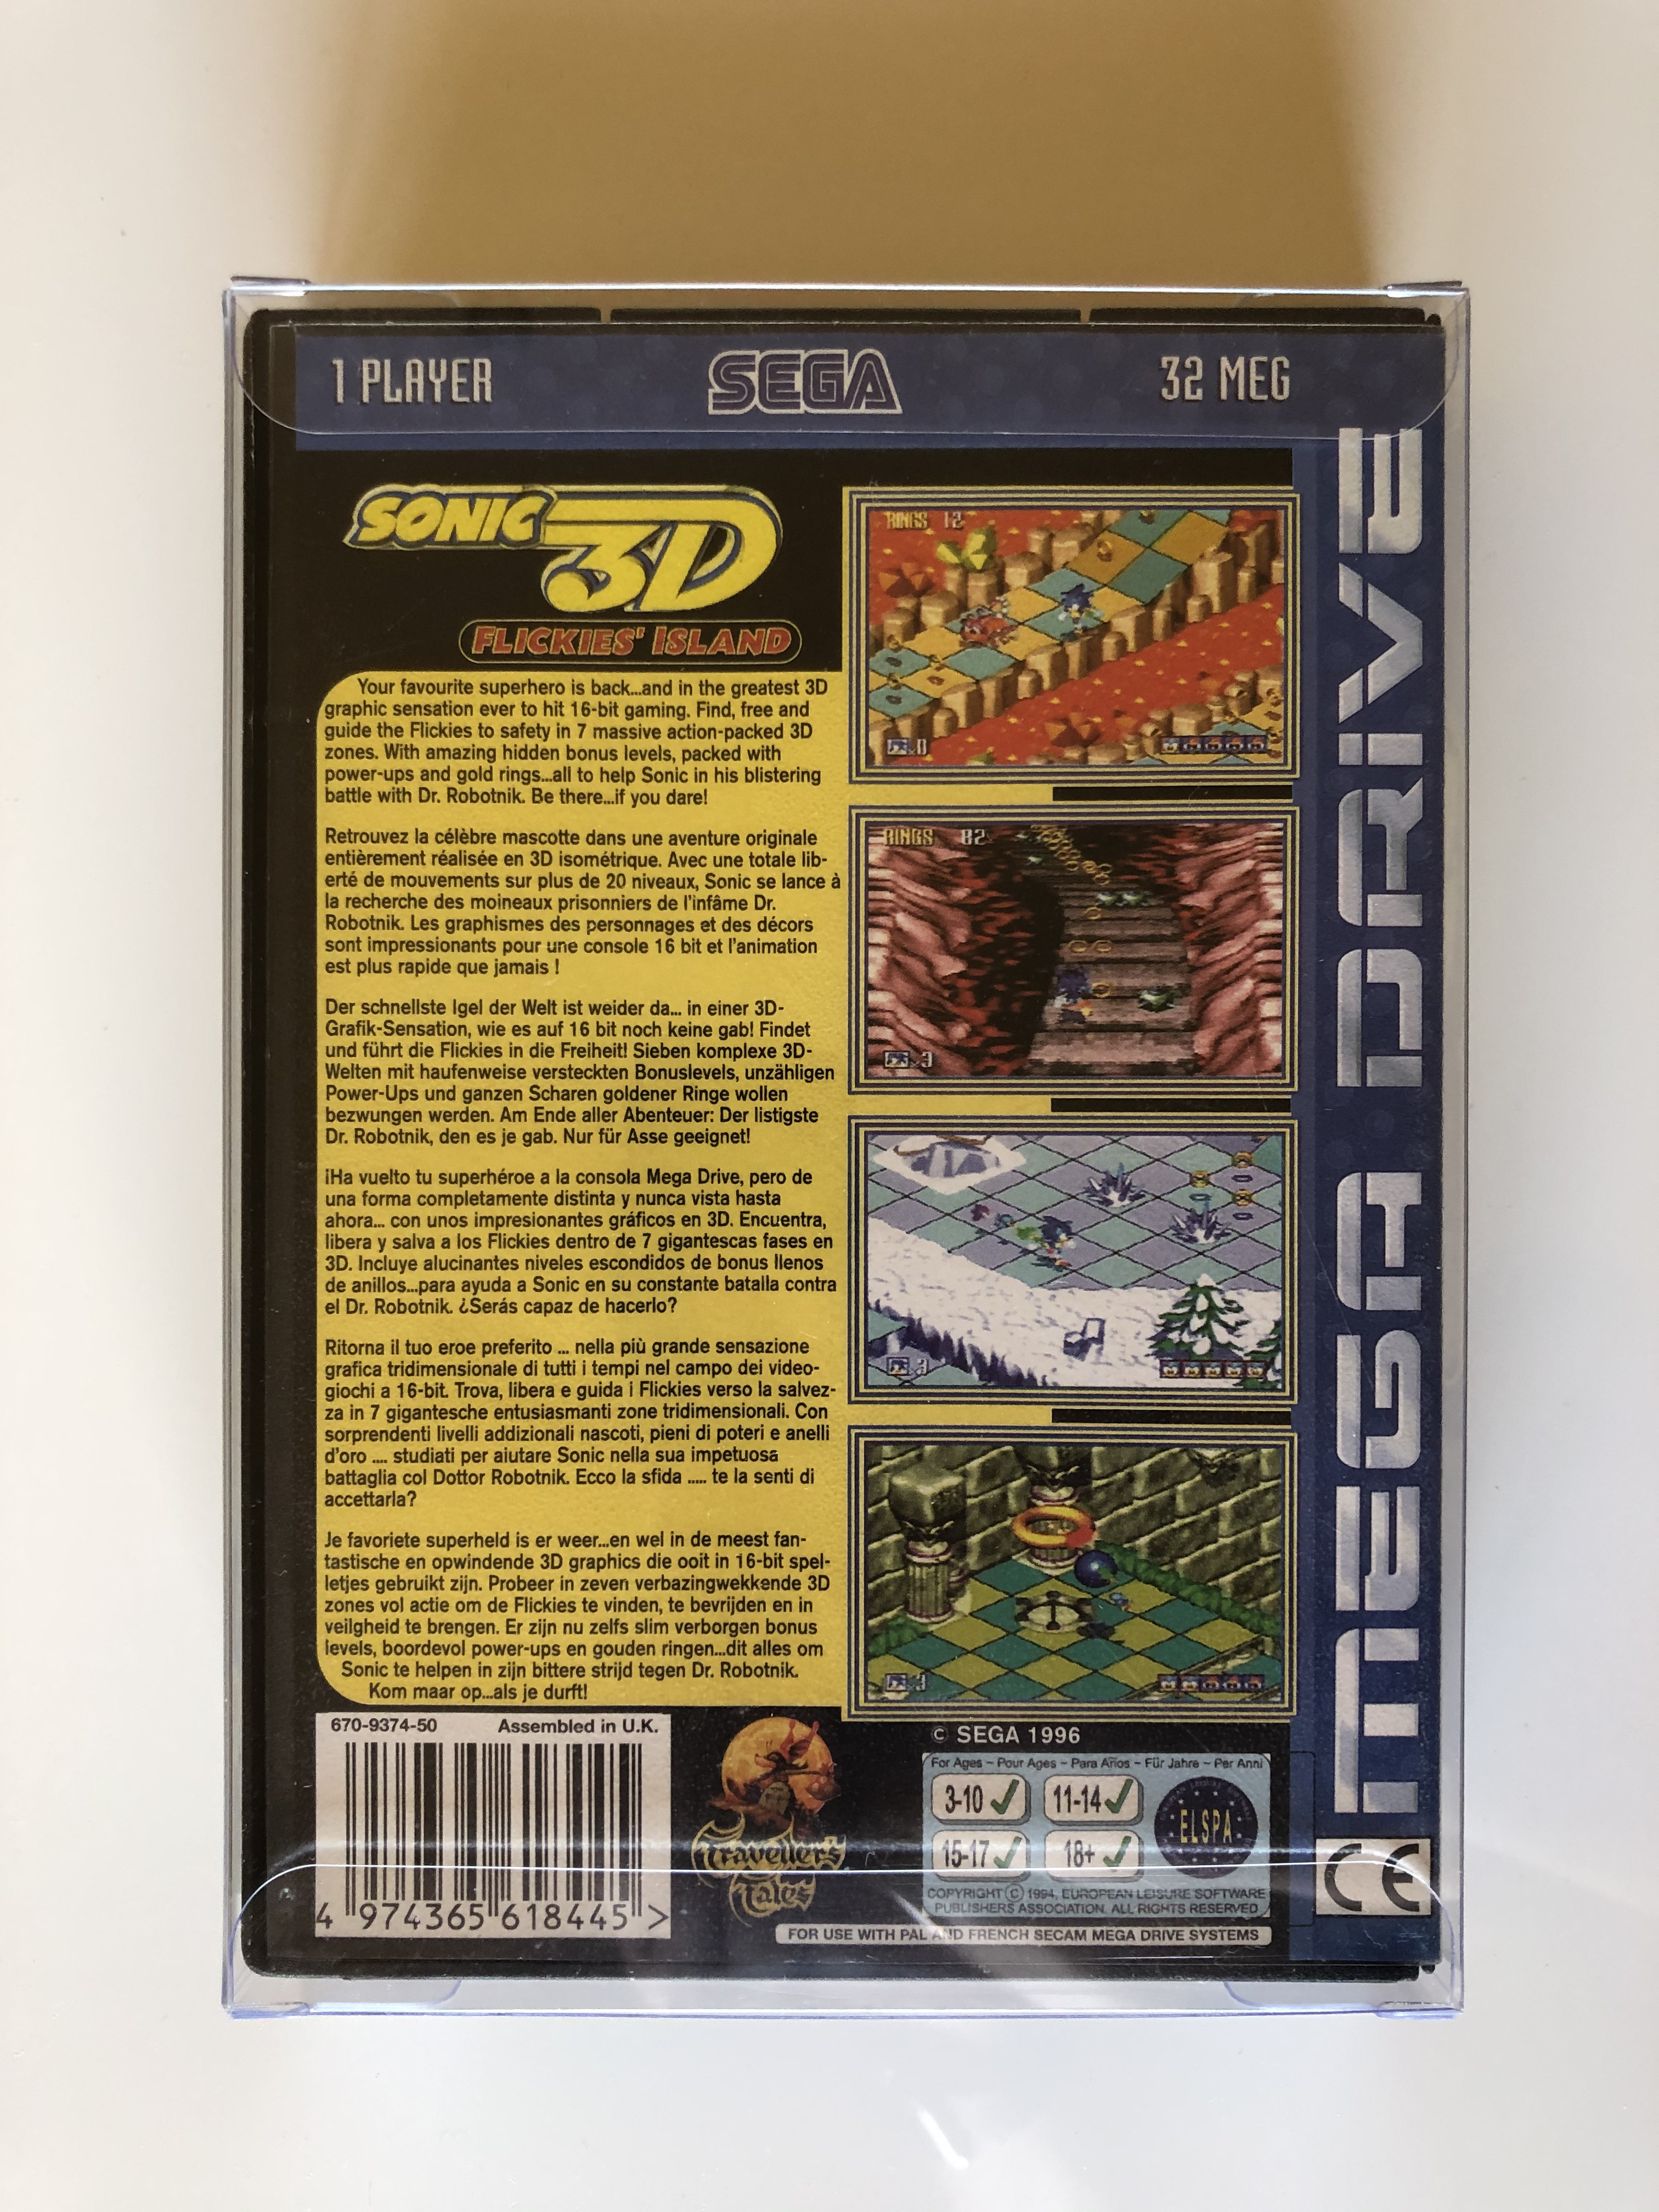 1 PLAYER
SEGA
32 MEG
SONIC
3D
FLICKIES' ISLAND
Your favourite superhero is back...and in the greatest 3D
graphic sensation ever to hit 16-bit gaming. Find, free and
guide the Flickies to safety in 7 massive action-packed 3D
zones. With amazing hidden bonus levels, packed with
power-ups and gold rings...all to help Sonic in his blistering
battle with Dr. Robotnik. Be there...if you dare!
Retrouvez la célèbre mascotte dans une aventure originale
entièrement réalisée en 3D isométrique. Avec une totale lib-
erté de mouvements sur plus de 20 niveaux, Sonic se lance à
la recherche des moineaux prisonniers de l'infâme Dr.
Robotnik. Les graphismes des personnages et des décors
sont impressionants pour une console 16 bit et l'animation
est plus rapide que jamais !
Der schnellste Igel der Welt ist weider da... in einer 3D-
Grafik-Sensation, wie es auf 16 bit noch keine gab! Findet
und führt die Flickies in die Freiheit! Sieben komplexe 3D-
Welten mit haufenweise versteckten Bonuslevels, unzähligen
Power-Ups und ganzen Scharen goldener Ringe wollen
bezwungen werden. Am Ende aller Abenteuer: Der listigste
Dr. Robotnik, den es je gab. Nur für Asse geeignet!
¡Ha vuelto tu superhéroe a la consola Mega Drive, pero de
una forma completamente distinta y nunca vista hasta
ahora... con unos impresionantes gráficos en 3D. Encuentra,
libera y salva a los Flickies dentro de 7 gigantescas fases en
3D. Incluye alucinantes niveles escondidos de bonus llenos
de anillos...para ayuda a Sonic en su constante batalla contra
el Dr. Robotnik. ¿Serás capaz de hacerlo?
Ritorna il tuo eroe preferito ... nella più grande sensazione
grafica tridimensionale di tutti i tempi nel campo dei video-
giochi a 16-bit. Trova, libera e guida i Flickies verso la salvez-
za in 7 gigantesche entusiasmanti zone tridimensionali. Con
sorprendenti livelli addizionali nascoti, pieni di poteri e anelli
d'oro .... studiati per aiutare Sonic nella sua impetuosa
battaglia col Dottor Robotnik. Ecco la sfida ..... te la senti di
accettarla?
Je favoriete superheld is er weer...en wel in de meest fan-
tastische en opwindende 3D graphics die ooit in 16-bit spel-
letjes gebruikt zijn. Probeer in zeven verbazingwekkende 3D
zones vol actie om de Flickies te vinden, te bevrijden en in
veilgheid te brengen. Er zijn nu zelfs slim verborgen bonus
levels, boordevol power-ups en gouden ringen...dit alles om
Sonic te helpen in zijn bittere strijd tegen Dr. Robotnik.
Kom maar op...als je durft!
RINGS 12
RINGS 82
MEGA DRIVE
670-9374-50 Assembled in U.K.
4 974365 618445 >
Traveller's
Tales
© SEGA 1996
For Ages – Pour Ages – Para Años – Für Jahre – Per Anni
3-10 11-14
15-17 18+
ELSPA
COPYRIGHT © 1994, EUROPEAN LEISURE SOFTWARE
PUBLISHERS ASSOCIATION. ALL RIGHTS RESERVED
FOR USE WITH PAL AND FRENCH SECAM MEGA DRIVE SYSTEMS
CE